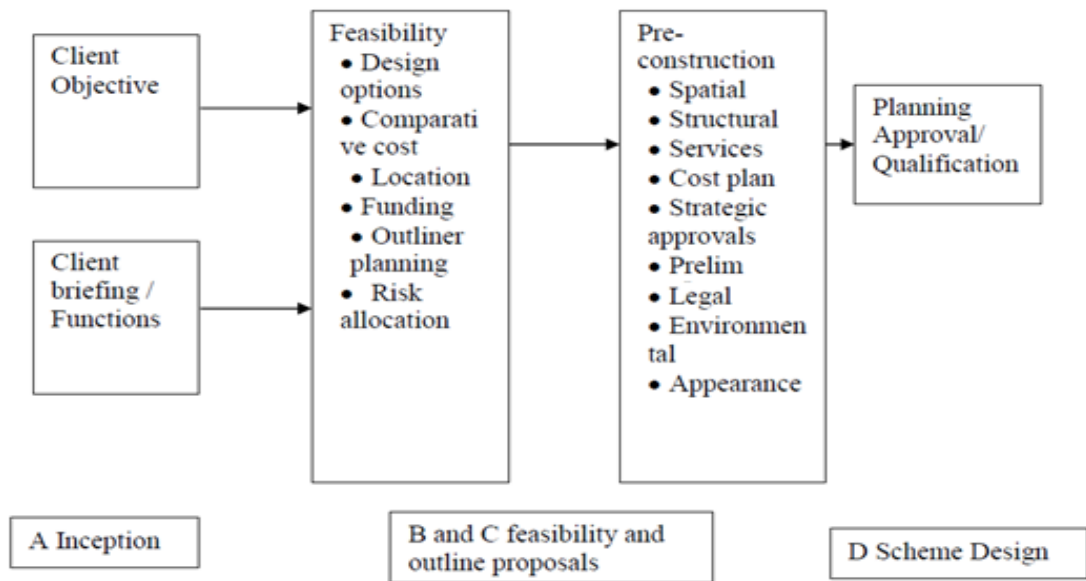 Client
Objective
Client
briefing /
Functions
Feasibility
• Design
options
• Comparati
ve cost
• Location
• Funding
• Outliner
planning
• Risk
allocation
Pre-
construction
• Spatial
• Structural
• Services
• Cost plan
• Strategic
approvals
• Prelim
• Legal
• Environmen
tal
• Appearance
Planning
Approval/
Qualification
A Inception
B and C feasibility and
outline proposals
D Scheme Design